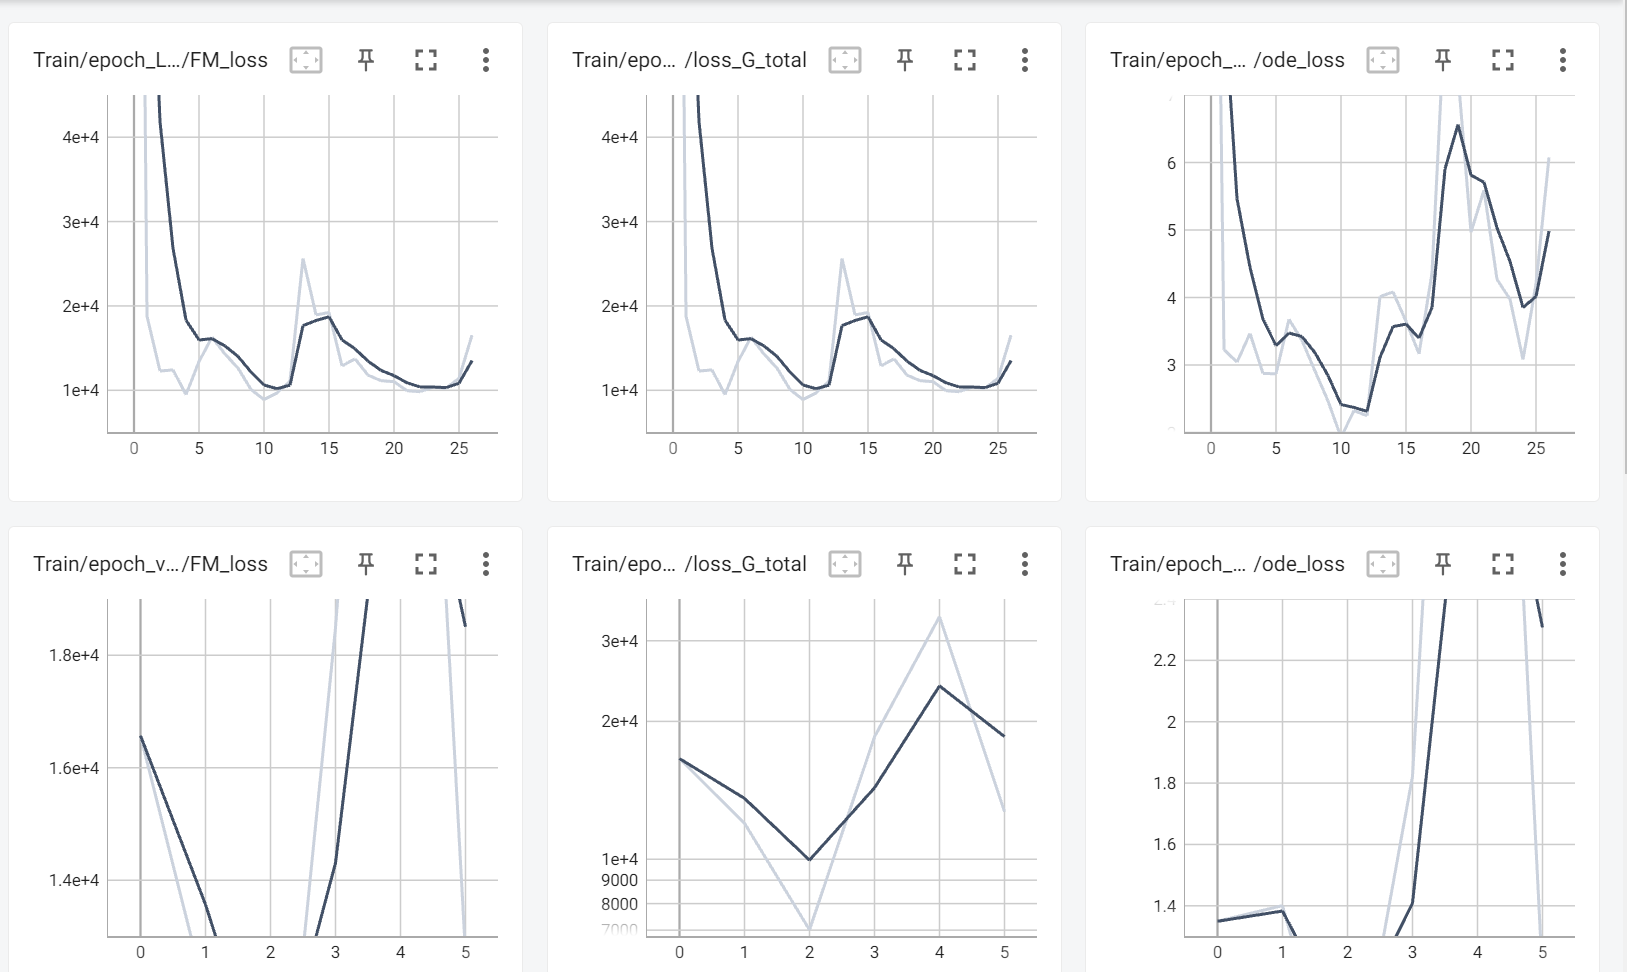 Train/epoch_L…/FM_loss
4e+4
3e+4
2e+4
1e+4
0 5 10 15 20 25
Train/epo… /loss_G_total
4e+4
3e+4
2e+4
1e+4
0 5 10 15 20 25
Train/epoch_… /ode_loss
6
5
4
3
0 5 10 15 20 25
Train/epoch_v…/FM_loss
1.8e+4
1.6e+4
1.4e+4
0 1 2 3 4 5
Train/epo… /loss_G_total
3e+4
2e+4
1e+4
9000
8000
7000
0 1 2 3 4 5
Train/epoch_… /ode_loss
2.4
2.2
2
1.8
1.6
1.4
0 1 2 3 4 5